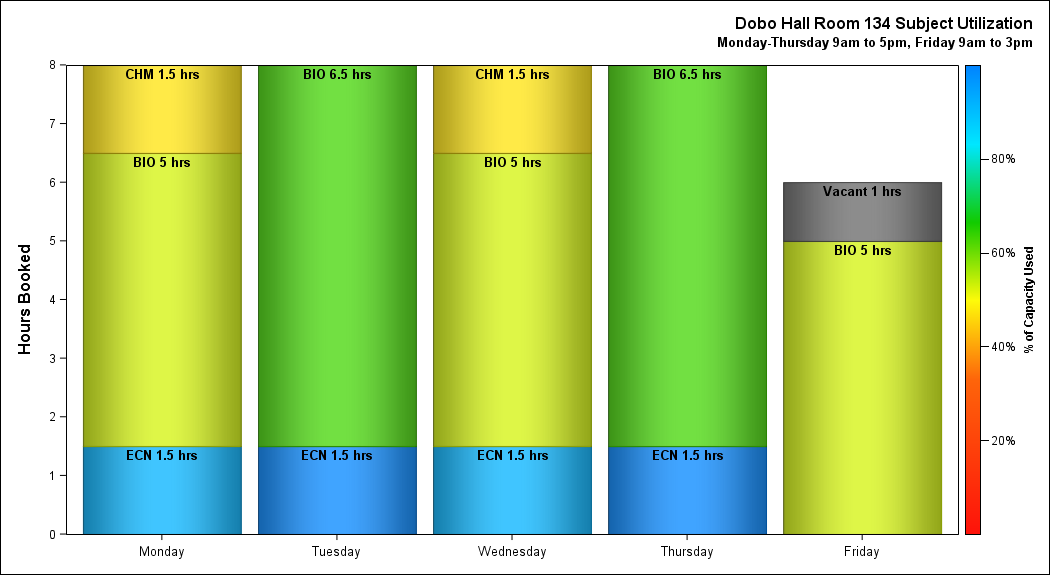 Dobo Hall Room 134 Subject Utilization
Monday-Thursday 9am to 5pm, Friday 9am to 3pm
Hours Booked
8
7
6
5
4
3
2
1
0
CHM 1.5 hrs
BIO 5 hrs
ECN 1.5 hrs
BIO 6.5 hrs
ECN 1.5 hrs
CHM 1.5 hrs
BIO 5 hrs
ECN 1.5 hrs
BIO 6.5 hrs
ECN 1.5 hrs
Vacant 1 hrs
BIO 5 hrs
Monday
Tuesday
Wednesday
Thursday
Friday
80%
60%
40%
20%
% of Capacity Used